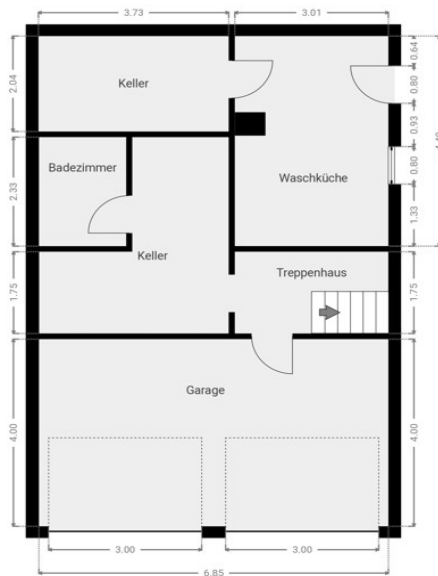 3.73
3.01
Keller
2.04
0.64
0.80
0.93
Badezimmer
Waschküche
0.80
2.33
1.33
Keller
Treppenhaus
1.75
1.75
Garage
4.00
4.00
3.00
3.00
6.85